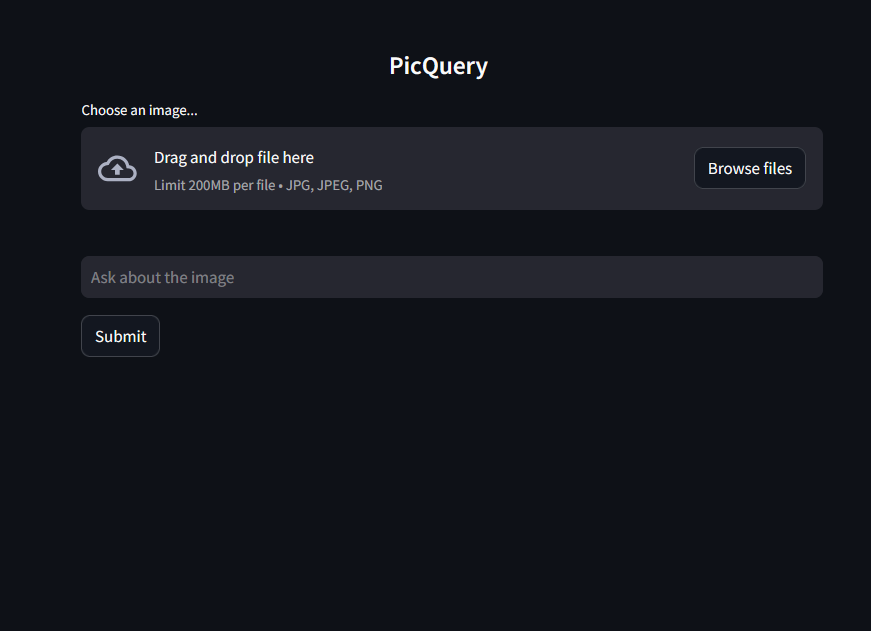 PicQuery
Choose an image...
Drag and drop file here
Limit 200MB per file • JPG, JPEG, PNG
Browse files
Ask about the image
Submit